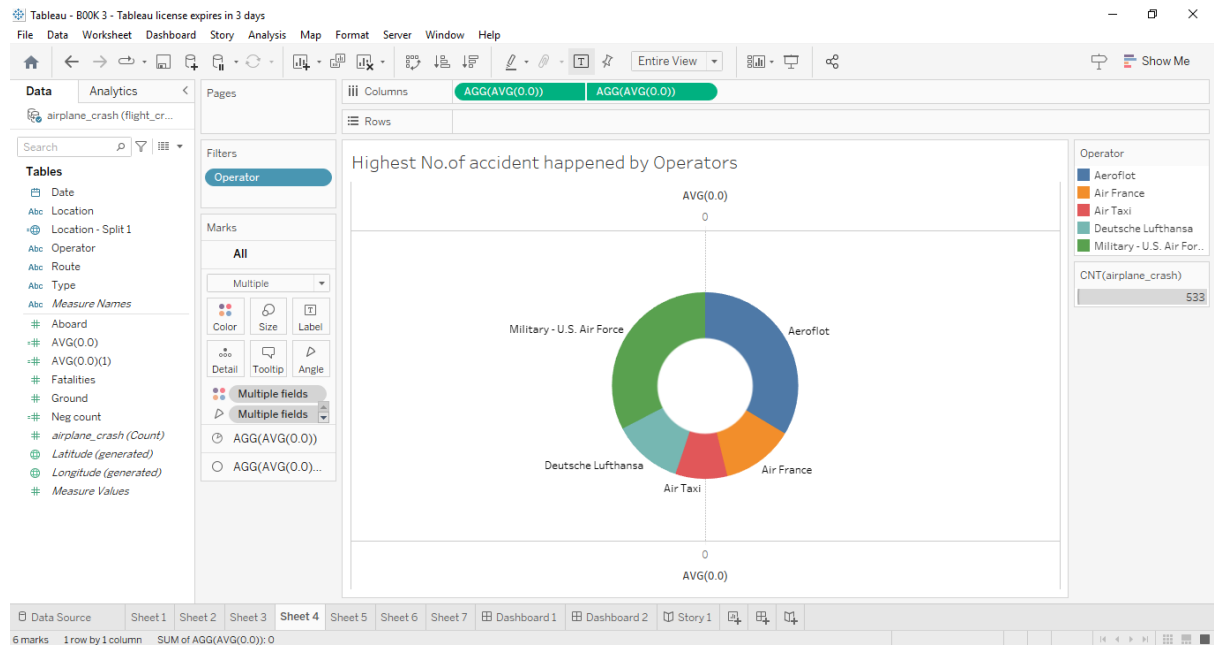 Tableau - B00K 3 - Tableau license expires in 3 days
File Data Worksheet Dashboard Story Analysis Map Format Server Window Help
Entire View
Show Me
Data Analytics
airplane_crash (flight_cr...
Search
Tables
Date
Abc Location
Location - Split 1
Abc Operator
Abc Route
Abc Type
Abc Measure Names
# Aboard
=# AVG(0.0)
=# AVG(0.0)(1)
# Fatalities
# Ground
=# Neg count
# airplane_crash (Count)
Latitude (generated)
Longitude (generated)
# Measure Values
Pages
Filters
Operator
Marks
All
Multiple
Color Size Label
Detail Tooltip Angle
Multiple fields
Multiple fields
AGG(AVG(0.0))
AGG(AVG(0.0)...
iii Columns AGG(AVG(0.0)) AGG(AVG(0.0))
Rows
Highest No.of accident happened by Operators
AVG(0.0)
0
Military - U.S. Air Force
Aeroflot
Deutsche Lufthansa
Air France
Air Taxi
0
AVG(0.0)
Operator
Aeroflot
Air France
Air Taxi
Deutsche Lufthansa
Military - U.S. Air For..
CNT(airplane_crash)
533
Data Source Sheet 1 Sheet 2 Sheet 3 Sheet 4 Sheet 5 Sheet 6 Sheet 7 Dashboard 1 Dashboard 2 Story 1
6 marks 1 row by 1 column SUM of AGG(AVG(0.0)): 0